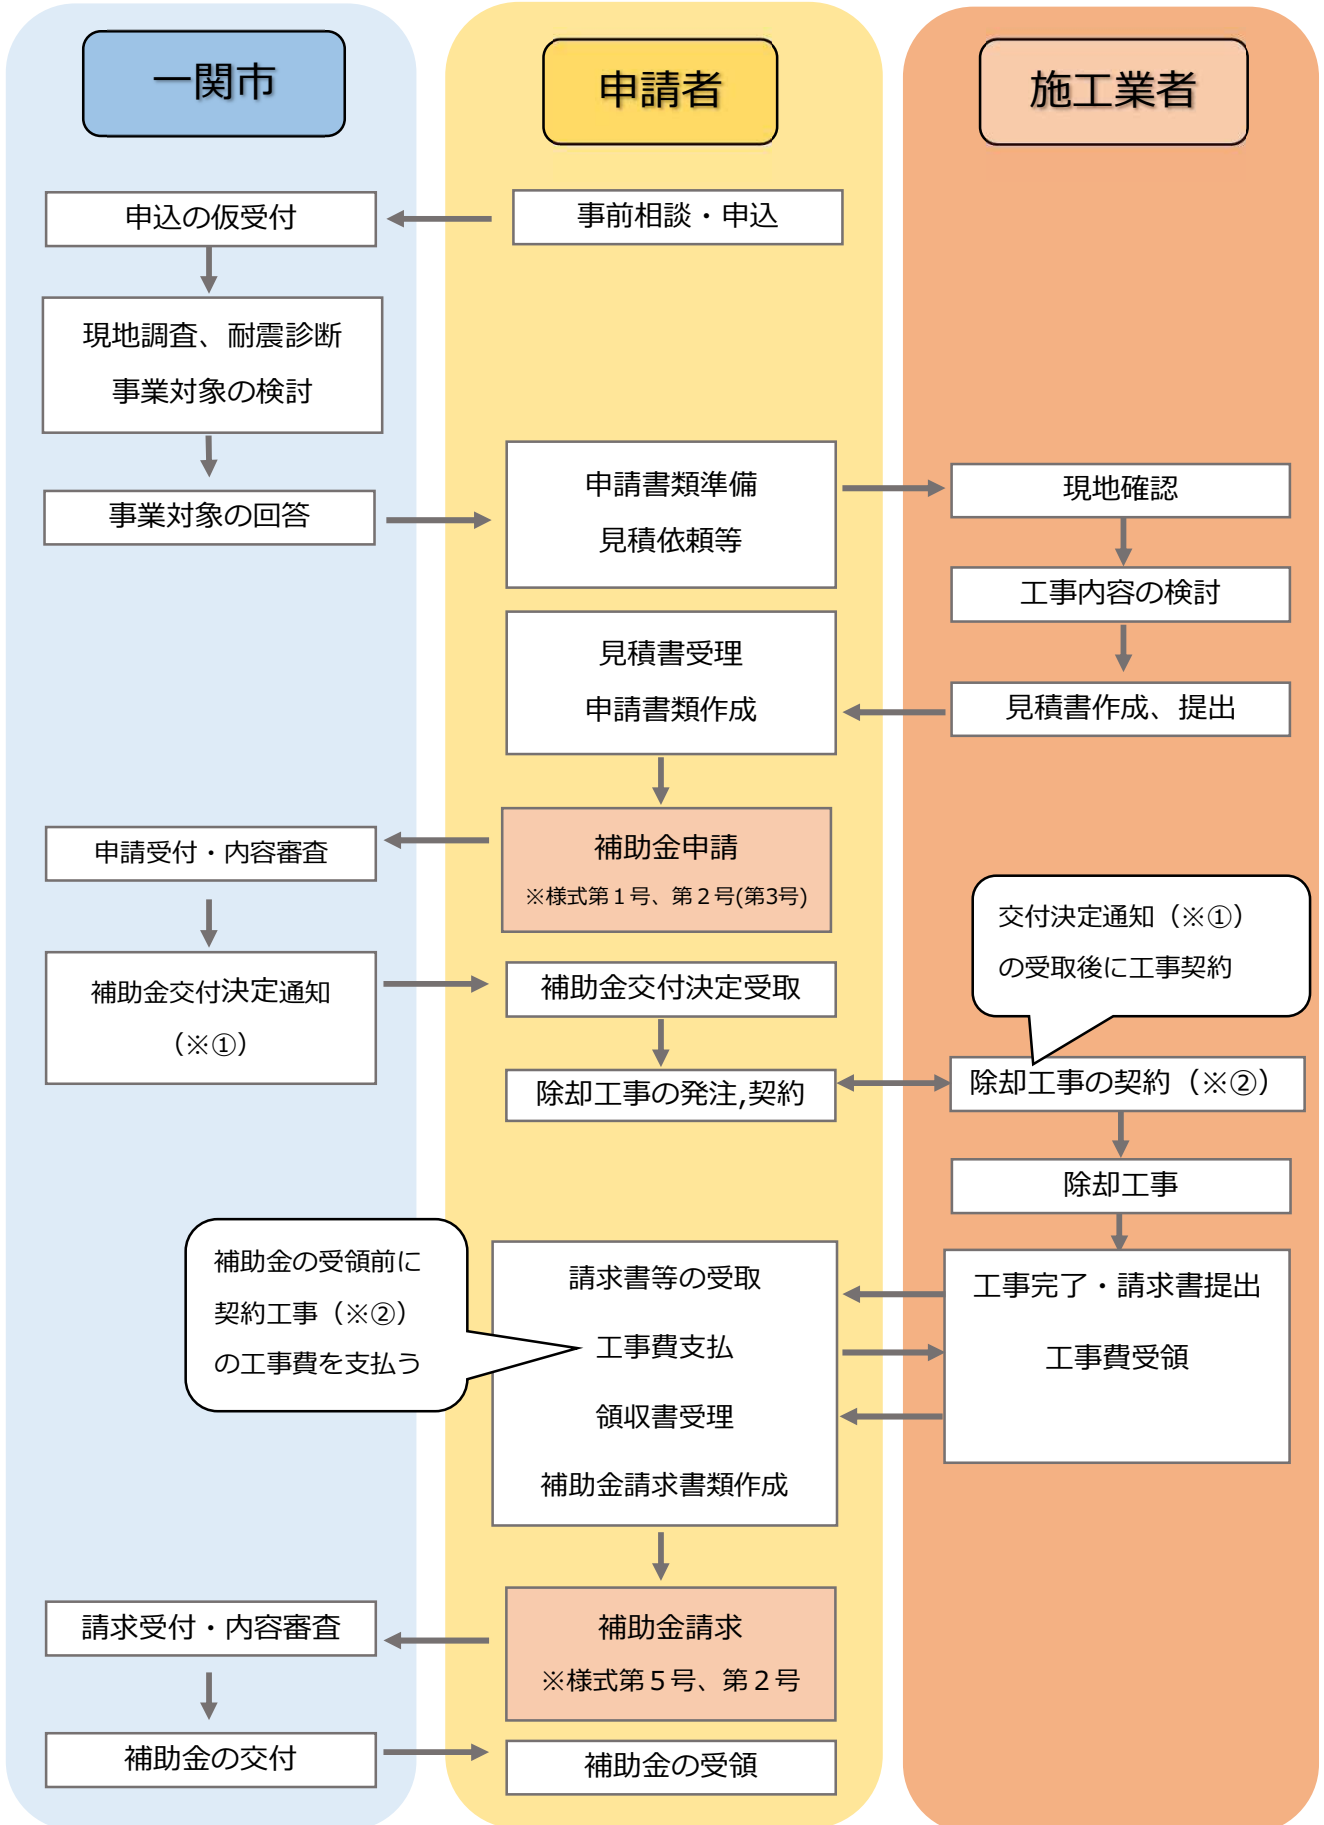 一関市
申請者
施工業者
申込の仮受付
事前相談・申込
現地調査、耐震診断
事業対象の検討
事業対象の回答
申請書類準備
見積依頼等
現地確認
工事内容の検討
見積書作成、提出
見積書受理
申請書類作成
補助金申請
※様式第１号、第２号(第3号)
申請受付・内容審査
補助金交付決定通知
（※①）
補助金交付決定受取
交付決定通知（※①）
の受取後に工事契約
除却工事の発注,契約
除却工事の契約（※②）
除却工事
工事完了・請求書提出
工事費受領
補助金の受領前に
契約工事（※②）
の工事費を支払う
請求書等の受取
工事費支払
領収書受理
補助金請求書類作成
補助金請求
※様式第５号、第２号
請求受付・内容審査
補助金の交付
補助金の受領